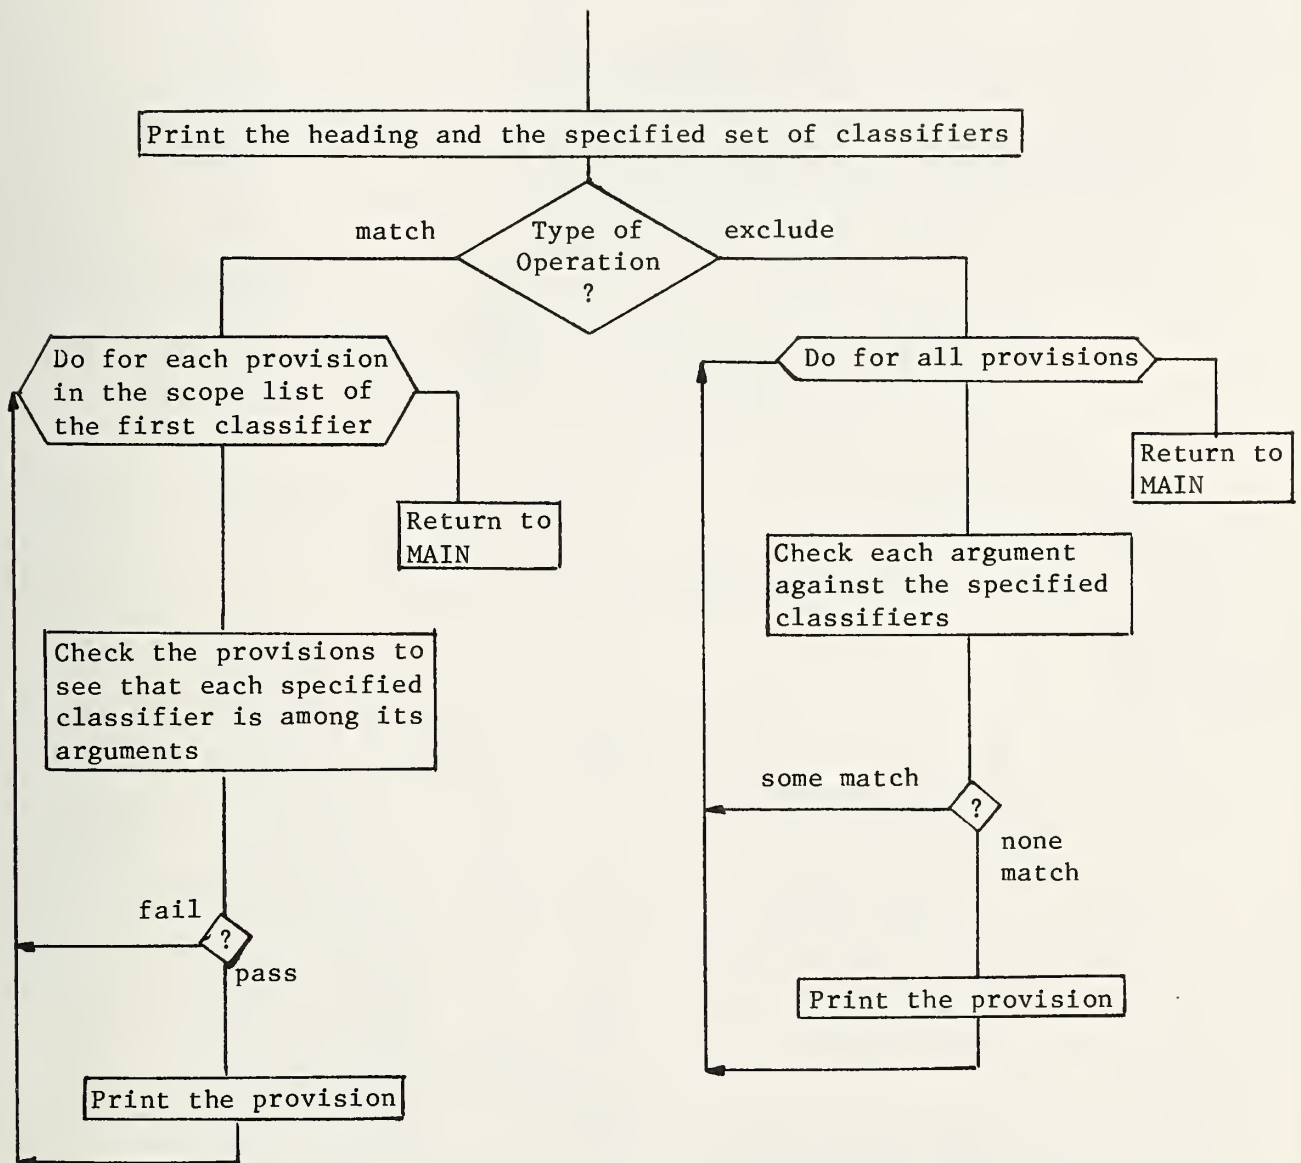 Print the heading and the specified set of classifiers
match
Type of
Operation
?
exclude
Do for each provision
in the scope list of
the first classifier
Return to
MAIN
Check the provisions to
see that each specified
classifier is among its
arguments
fail
?
pass
Print the provision
Do for all provisions
Return to
MAIN
Check each argument
against the specified
classifiers
some match
?
none
match
Print the provision